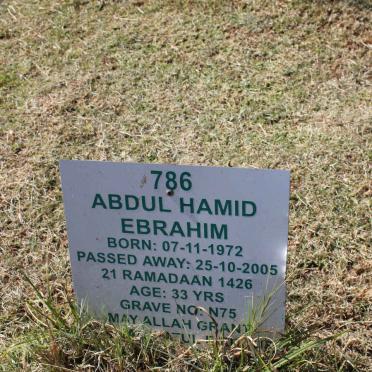 786
ABDUL HAMID
EBRAHIM
BORN: 07-11-1972
PASSED AWAY: 25-10-2005
21 RAMADAAN 1426
AGE: 33 YRS
GRAVE NO: N75
MAY ALLAH GRANT